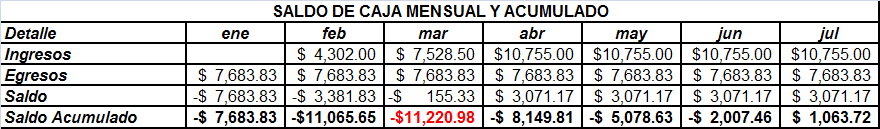 SALDO DE CAJA MENSUAL Y ACUMULADO
Detalle ene feb mar abr may jun jul
Ingresos $ 4,302.00 $ 7,528.50 $10,755.00 $10,755.00 $10,755.00 $10,755.00
Egresos $ 7,683.83 $ 7,683.83 $ 7,683.83 $ 7,683.83 $ 7,683.83 $ 7,683.83 $ 7,683.83
Saldo -$ 7,683.83 -$ 3,381.83 -$ 155.33 $ 3,071.17 $ 3,071.17 $ 3,071.17 $ 3,071.17
Saldo Acumulado -$ 7,683.83 -$11,065.65 -$11,220.98 -$ 8,149.81 -$ 5,078.63 -$ 2,007.46 $ 1,063.72